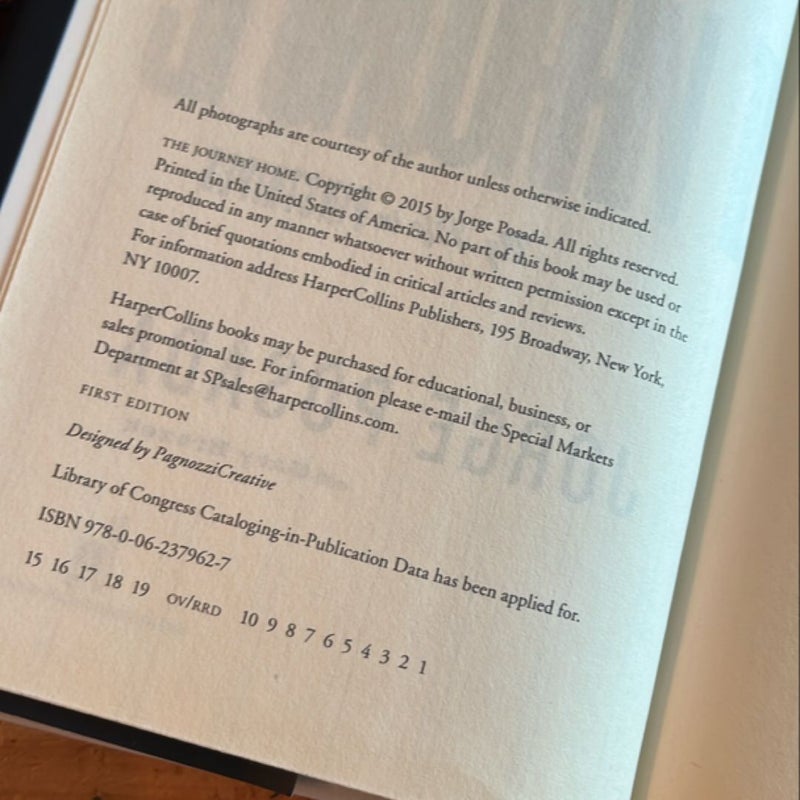 All photographs are courtesy of the author unless otherwise indicated.
THE JOURNEY HOME. Copyright © 2015 by Jorge Posada. All rights reserved.
Printed in the United States of America. No part of this book may be used or
reproduced in any manner whatsoever without written permission except in the
case of brief quotations embodied in critical articles and reviews.
For information address HarperCollins Publishers, 195 Broadway, New York,
NY 10007.
HarperCollins books may be purchased for educational, business, or
sales promotional use. For information please e-mail the Special Markets
Department at SPsales@harpercollins.com.
FIRST EDITION
Designed by PagnozziCreative
Library of Congress Cataloging-in-Publication Data has been applied for.
ISBN 978-0-06-237962-7
15 16 17 18 19 OV/RRD 10 9 8 7 6 5 4 3 2 1